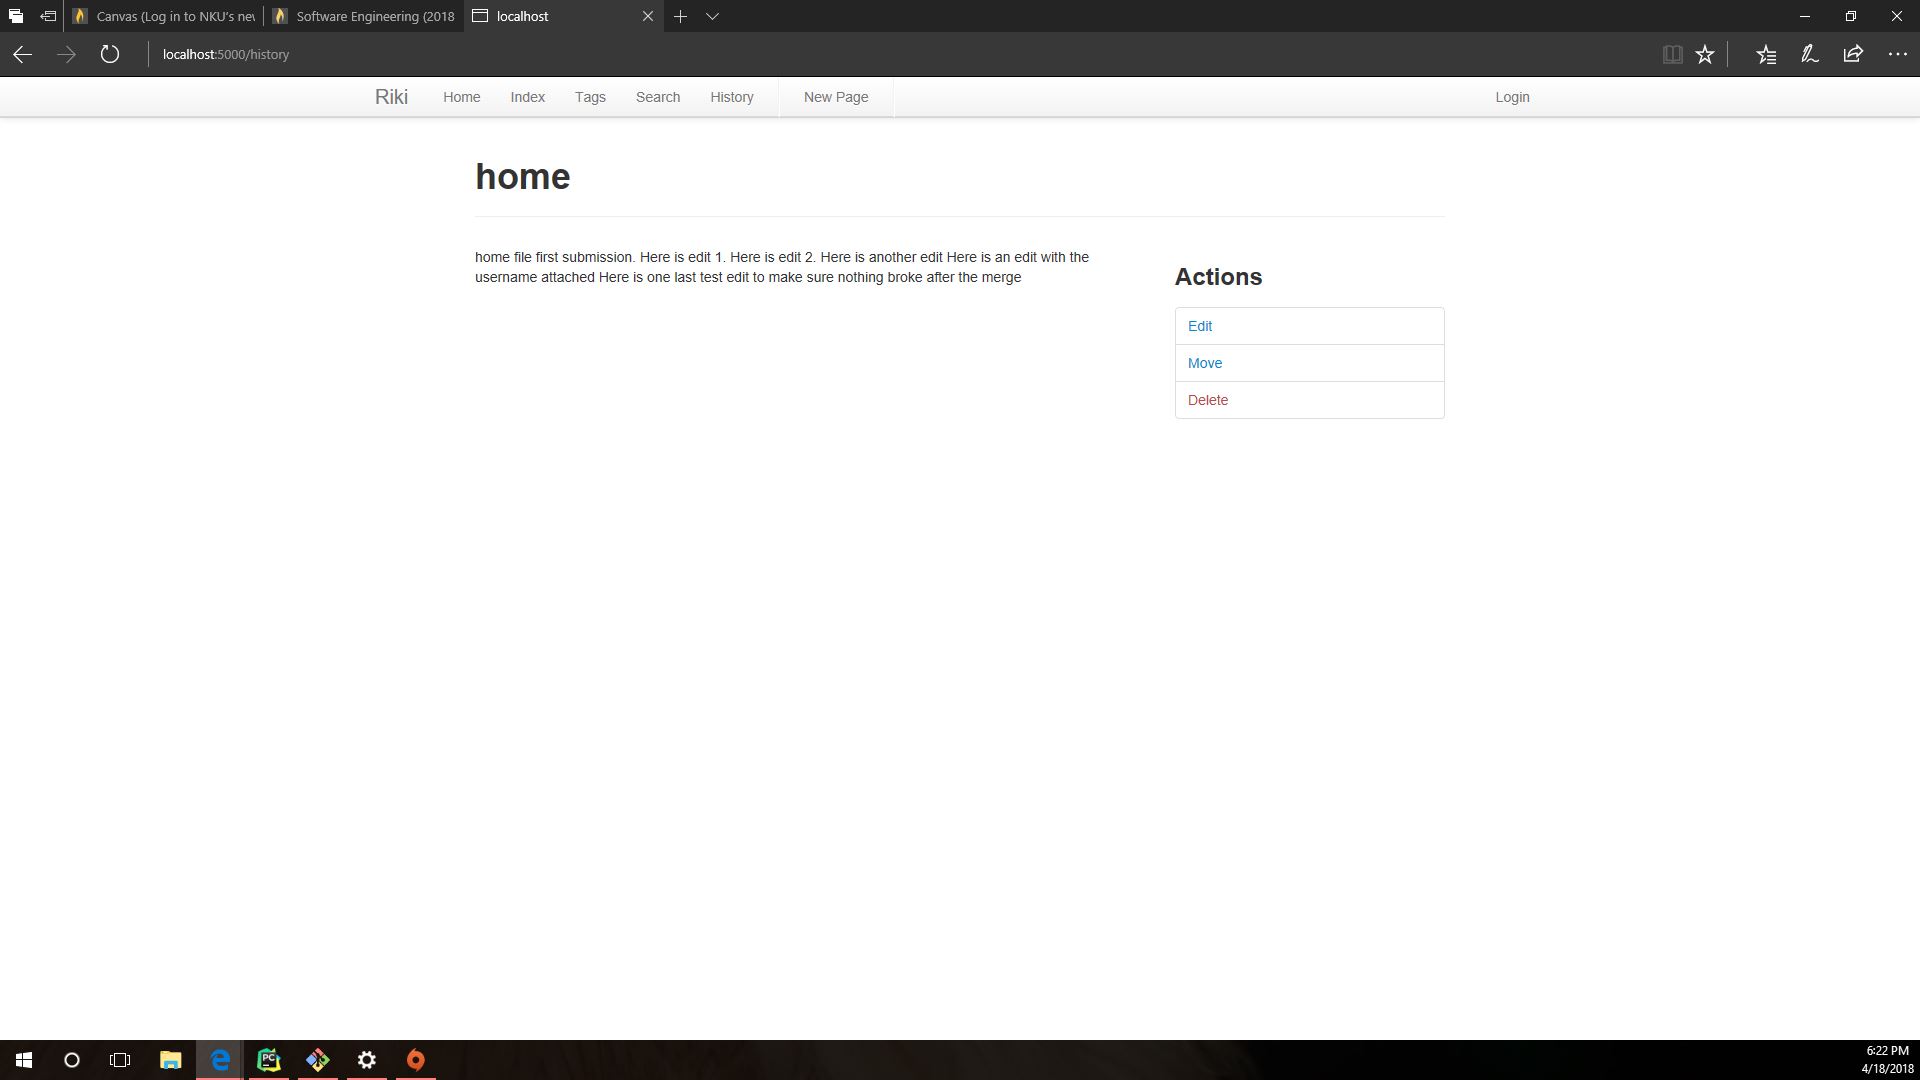 Canvas (Log in to NKU's nev
Software Engineering (2018
localhost
localhost:5000/history
Riki Home Index Tags Search History New Page Login
home
home file first submission. Here is edit 1. Here is edit 2. Here is another edit Here is an edit with the
username attached Here is one last test edit to make sure nothing broke after the merge
Actions
Edit
Move
Delete
PC
6:22 PM
4/18/2018